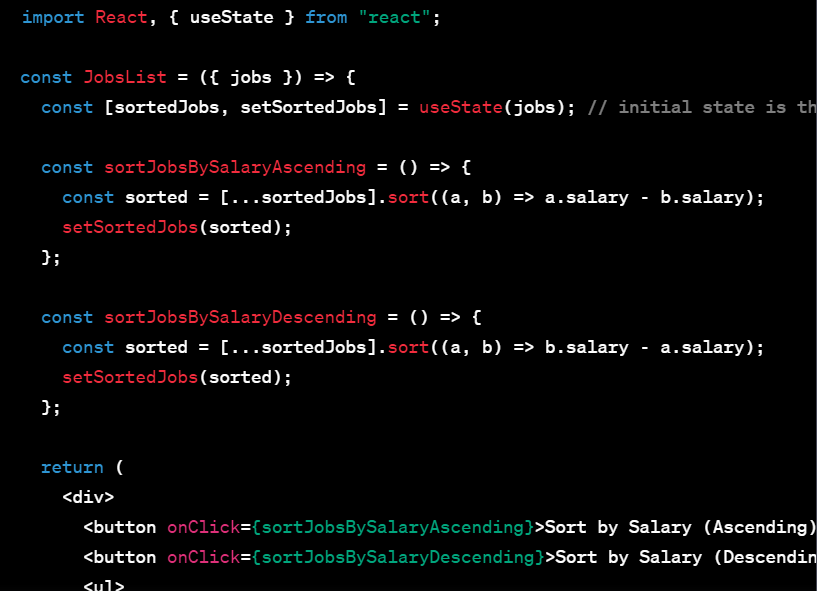 import React, { useState } from "react";
const JobsList = ({ jobs }) => {
const [sortedJobs, setSortedJobs] = useState(jobs); // initial state is th
const sortJobsBySalaryAscending = () => {
const sorted = [...sortedJobs].sort((a, b) => a.salary - b.salary);
setSortedJobs(sorted);
};
const sortJobsBySalaryDescending = () => {
const sorted = [...sortedJobs].sort((a, b) => b.salary - a.salary);
setSortedJobs(sorted);
};
return (
<div>
<button onClick={sortJobsBySalaryAscending}>Sort by Salary (Ascending)
<button onClick={sortJobsBySalaryDescending}>Sort by Salary (Descendin
<ul>